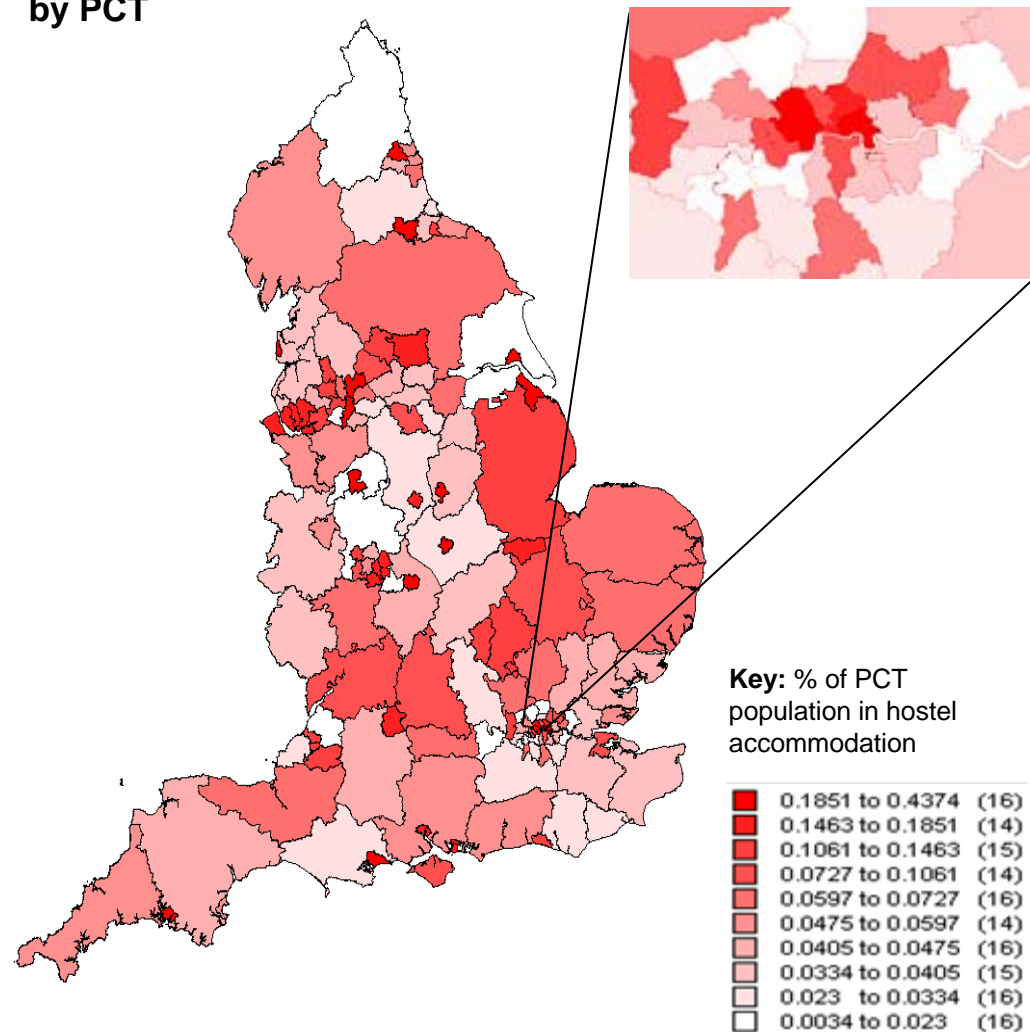 by PCT
Key: % of PCT
population in hostel
accommodation
0.1851 to 0.4374 (16)
0.1463 to 0.1851 (14)
0.1061 to 0.1463 (15)
0.0727 to 0.1061 (14)
0.0597 to 0.0727 (16)
0.0475 to 0.0597 (14)
0.0405 to 0.0475 (16)
0.0334 to 0.0405 (15)
0.023 to 0.0334 (16)
0.0034 to 0.023 (16)